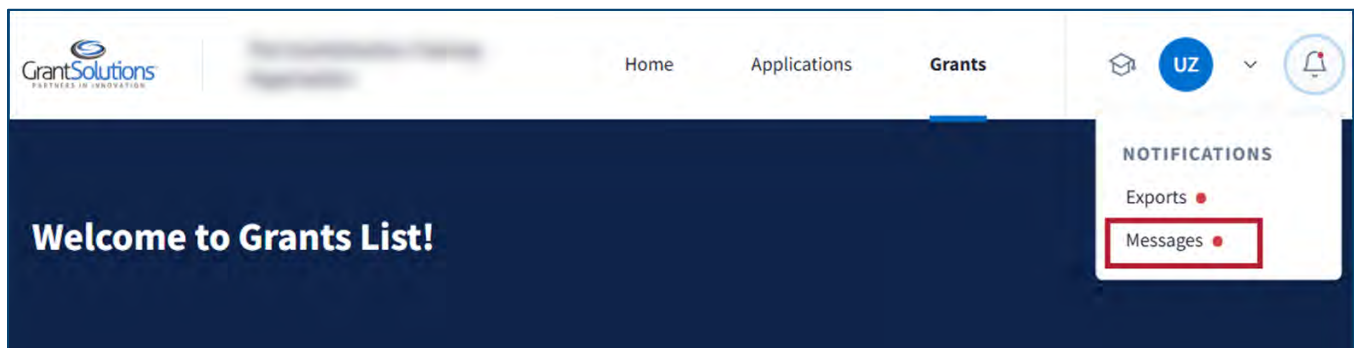 GrantSolutions
PARTNERS IN INNOVATION
Home
Applications
Grants
UZ
NOTIFICATIONS
Exports
Messages
Welcome to Grants List!